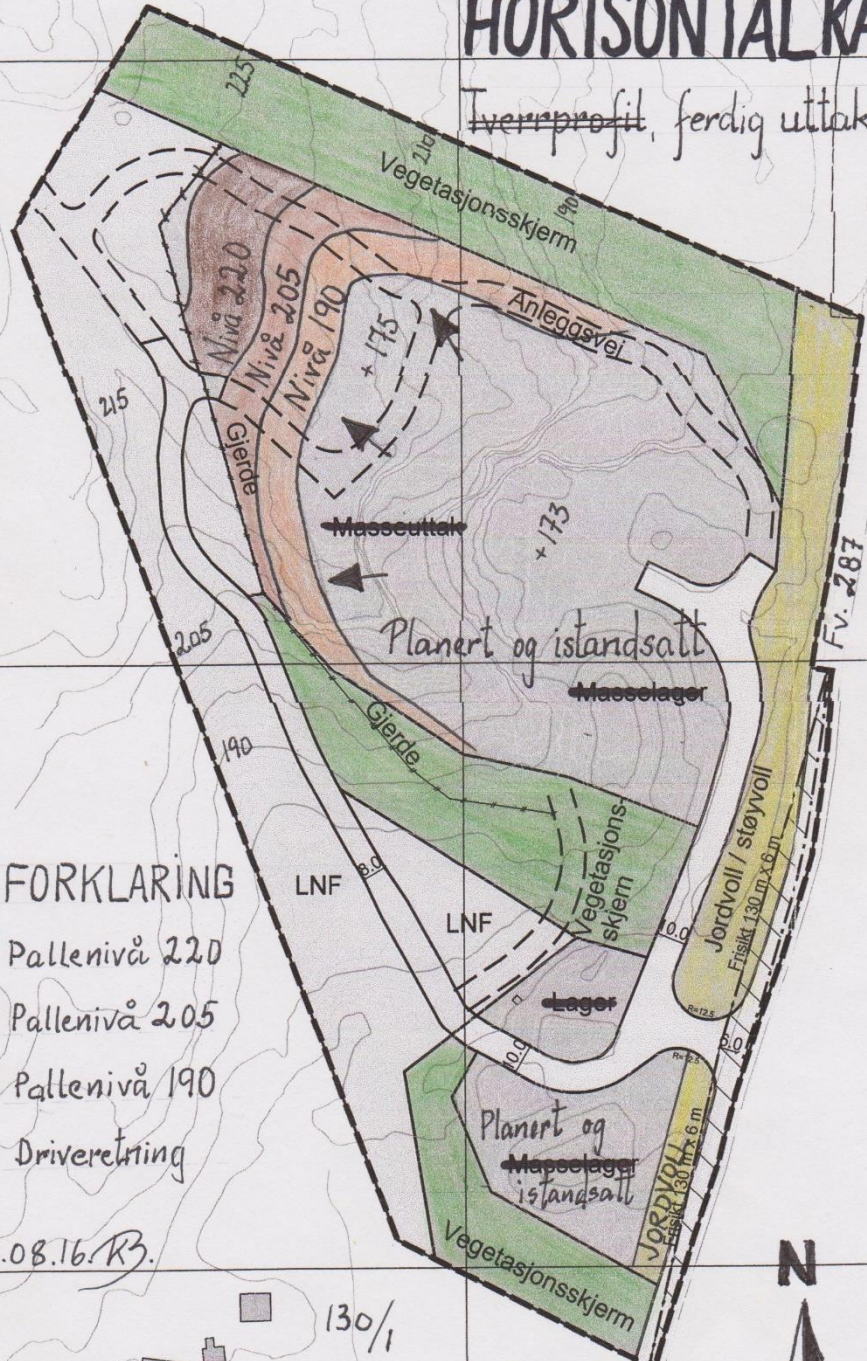 HORISONTALKA
Tverrprofil, ferdig uttak
225
210
190
Vegetasjonsskjerm
Nivå 220
Nivå 205
Nivå 190
+ 175
Anleggsvei
215
Gjerde
Masseuttak
+ 173
Fv. 287
205
Planert og istandsatt
Masselager
190
Gjerde
Vegetasjons-
skjerm
Jordvoll / støyvoll
Frisikt 130 m x 6 m
FORKLARING
LNF
8.0
LNF
10.0
Pallenivå 220
Lager
R=12.5
Pallenivå 205
10.0
6.0
R=12.5
Pallenivå 190
Driveretning
Planert og
Masselager
istandsatt
JORDVOLL
Frisikt 130 m x 6 m
.08.16. RB.
Vegetasjonsskjerm
N
130/1